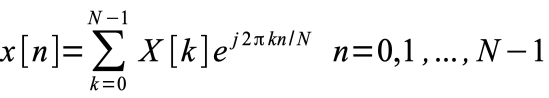 x[n]=∑_{k=0}^{N−1} X[k]e^{j2πkn/N} n=0,1,...,N−1